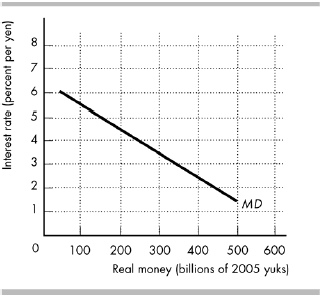 Interest rate (percent per yen)
8
7
6
5
4
3
2
1
MD
0
100 200 300 400 500 600
Real money (billions of 2005 yuks)